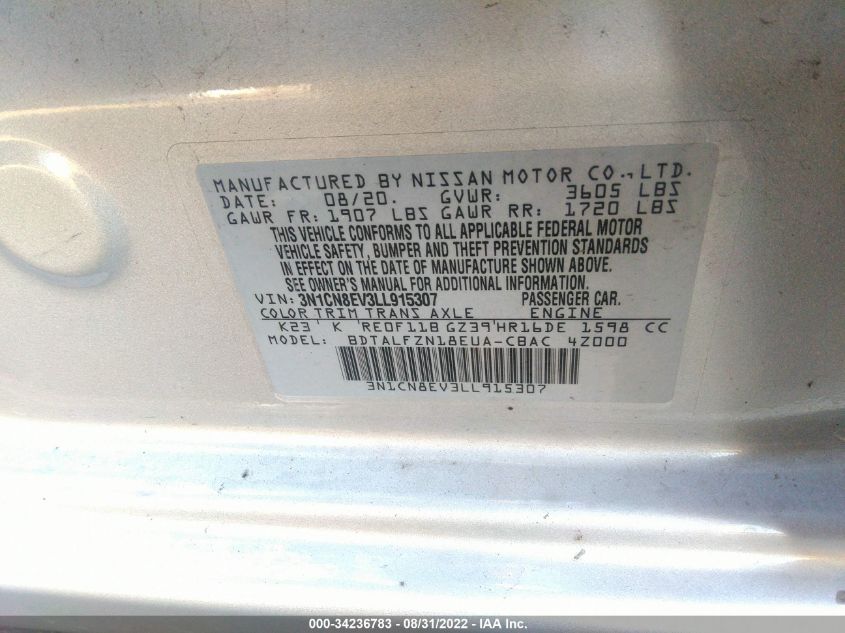 MANUFACTURED BY NISSAN MOTOR CO., LTD.
DATE: 08/20. GVWR: 3605 LBS
GAWR FR: 1907 LBS GAWR RR: 1720 LBS
THIS VEHICLE CONFORMS TO ALL APPLICABLE FEDERAL MOTOR
VEHICLE SAFETY, BUMPER AND THEFT PREVENTION STANDARDS
IN EFFECT ON THE DATE OF MANUFACTURE SHOWN ABOVE.
SEE OWNER'S MANUAL FOR ADDITIONAL INFORMATION.
VIN: 3N1CN8EV3LL915307 PASSENGER CAR.
COLOR TRIM TRANS AXLE ENGINE
K23 K RE0F11B GZ39 HR16DE 1598 CC
MODEL: BDTALFZN18EUA-CBAC 4Z000
3N1CN8EV3LL915307
000-34236783 - 08/31/2022 - IAA Inc.